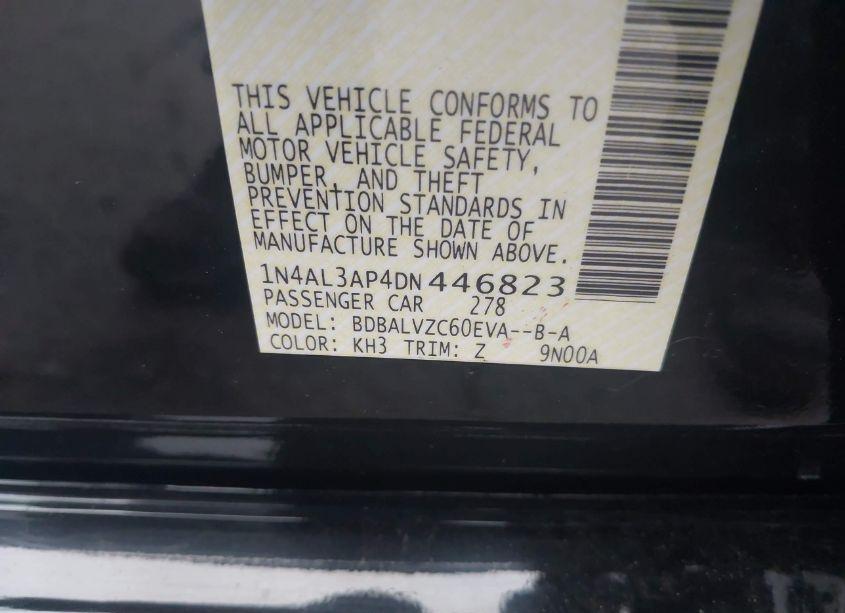 THIS VEHICLE CONFORMS TO
ALL APPLICABLE FEDERAL
MOTOR VEHICLE SAFETY,
BUMPER, AND THEFT
PREVENTION STANDARDS IN
EFFECT ON THE DATE OF
MANUFACTURE SHOWN ABOVE.
1N4AL3AP4DN446823
PASSENGER CAR 278
MODEL: BDBALVZC60EVA--B-A
COLOR: KH3 TRIM: Z 9N00A